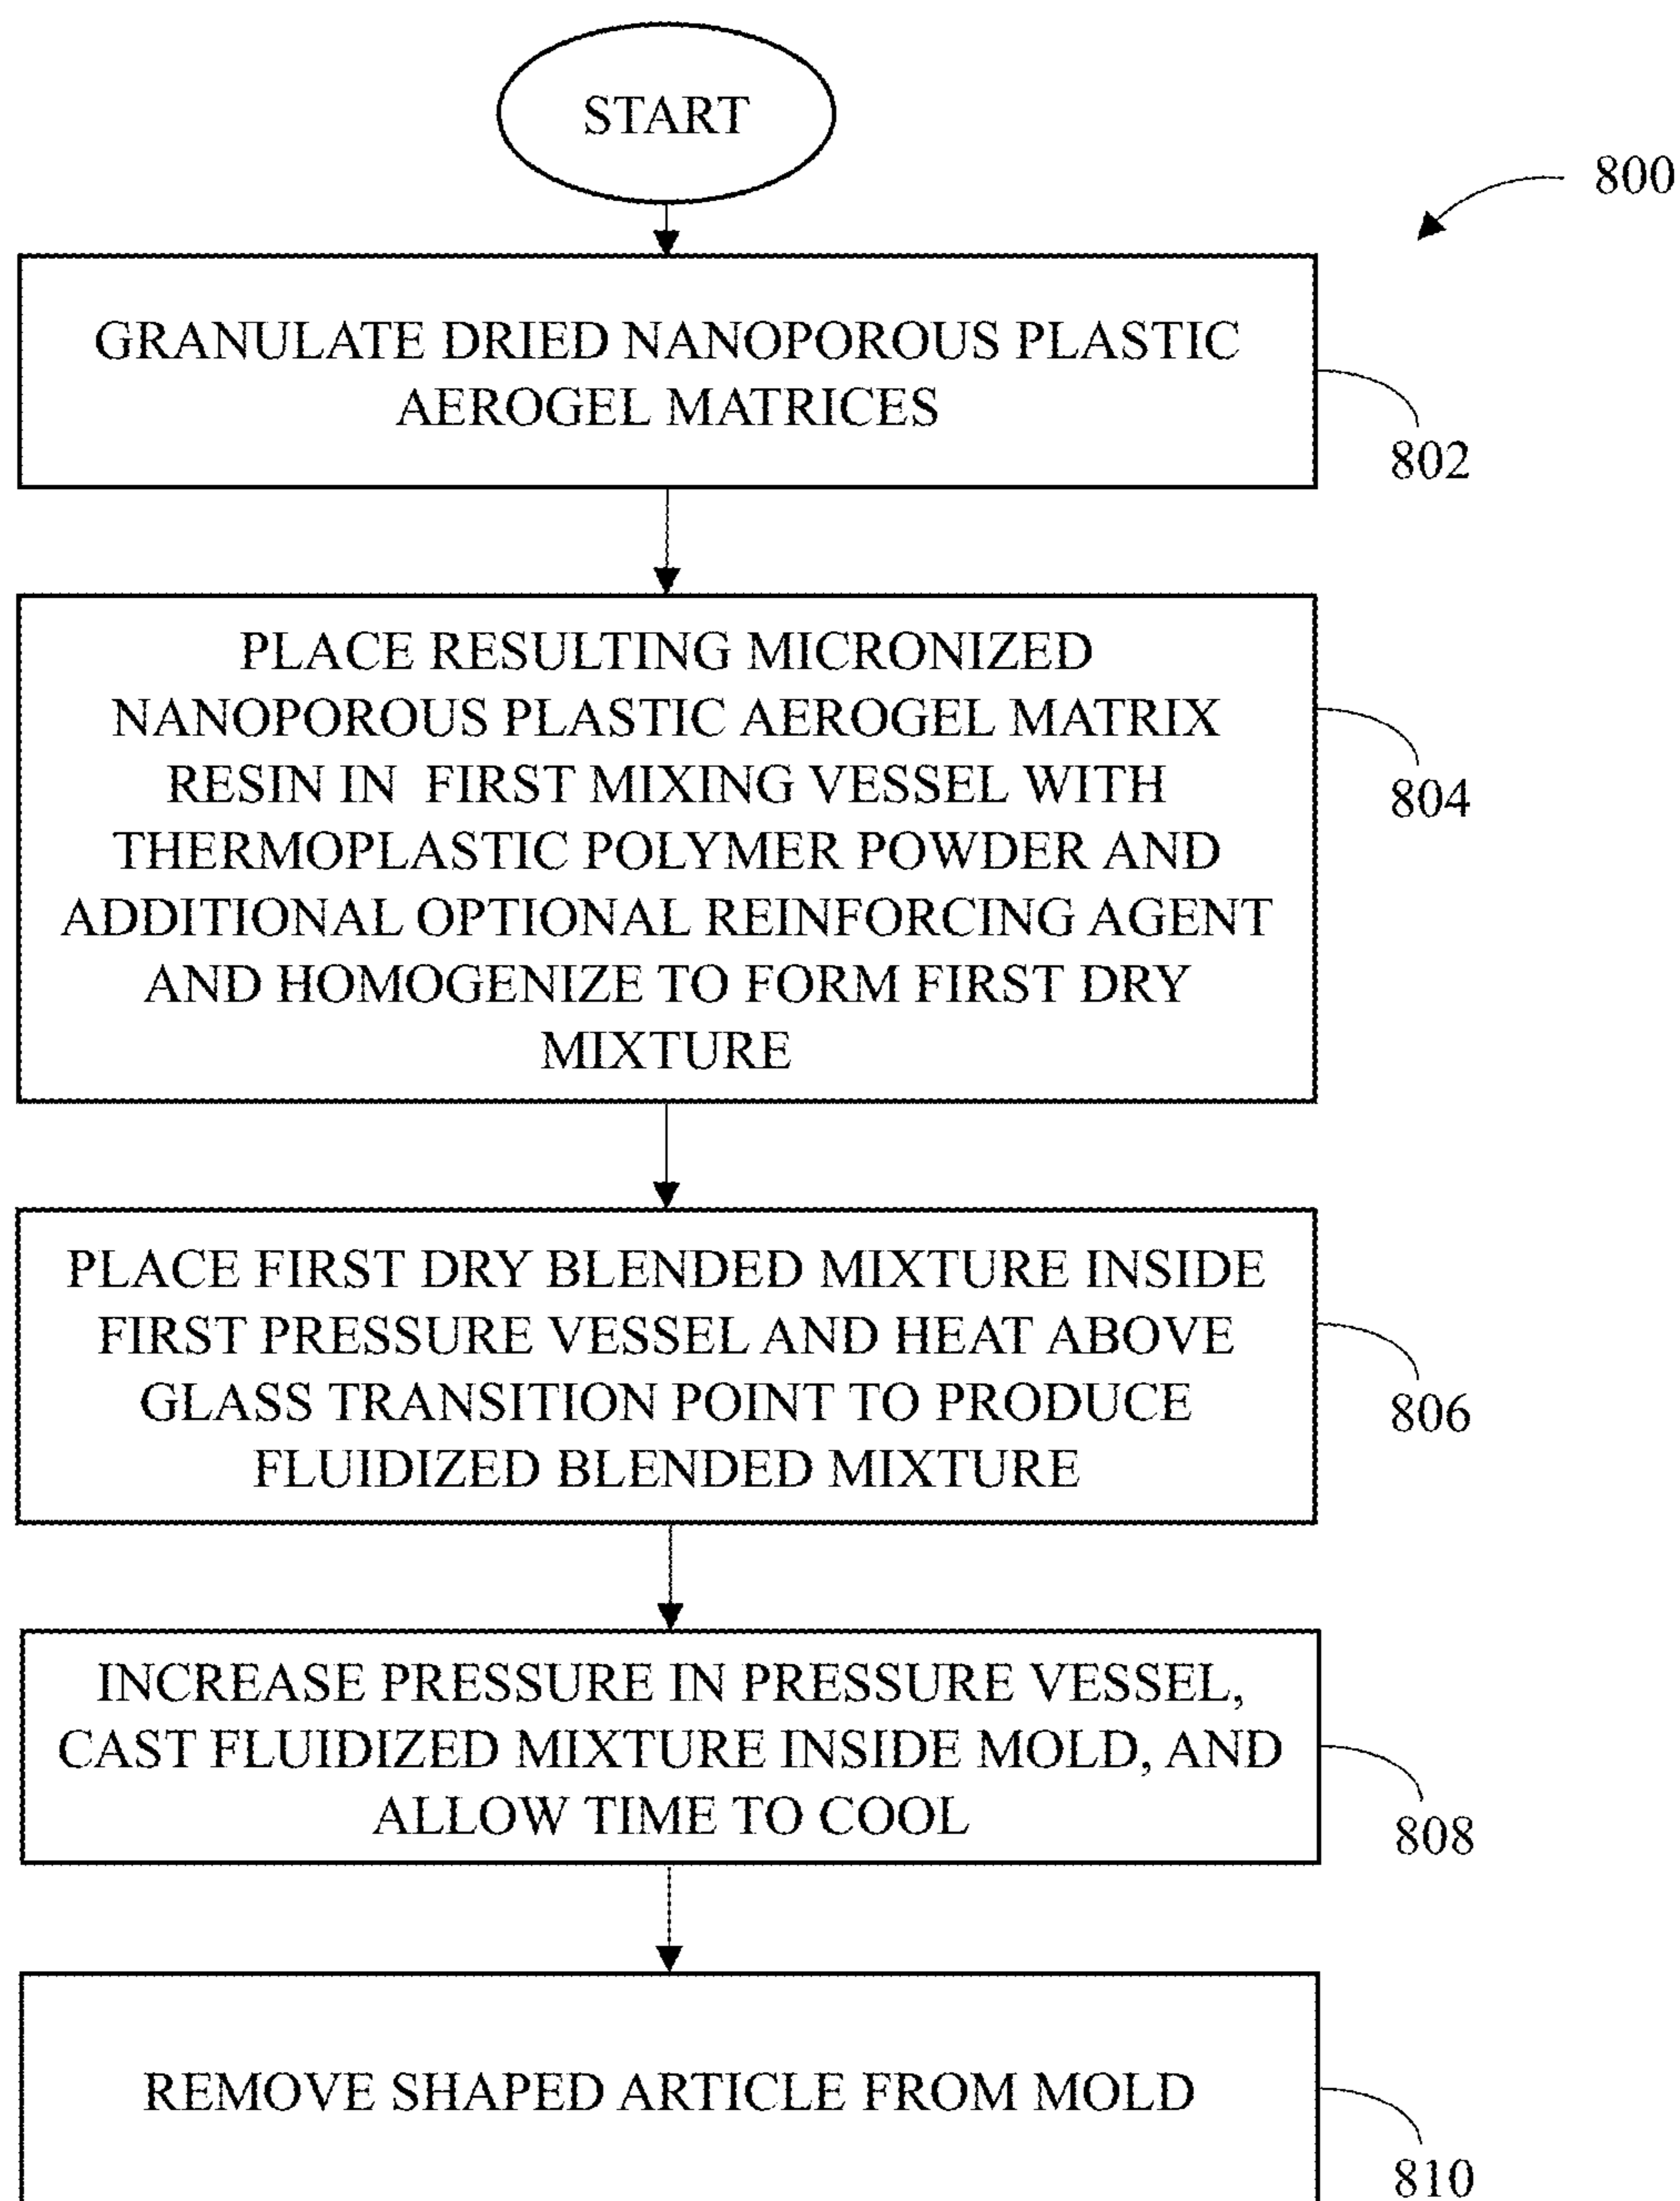 START
800
GRANULATE DRIED NANOPOROUS PLASTIC
AEROGEL MATRICES
802
PLACE RESULTING MICRONIZED
NANOPOROUS PLASTIC AEROGEL MATRIX
RESIN IN FIRST MIXING VESSEL WITH
THERMOPLASTIC POLYMER POWDER AND
ADDITIONAL OPTIONAL REINFORCING AGENT
AND HOMOGENIZE TO FORM FIRST DRY
MIXTURE
804
PLACE FIRST DRY BLENDED MIXTURE INSIDE
FIRST PRESSURE VESSEL AND HEAT ABOVE
GLASS TRANSITION POINT TO PRODUCE
FLUIDIZED BLENDED MIXTURE
806
INCREASE PRESSURE IN PRESSURE VESSEL,
CAST FLUIDIZED MIXTURE INSIDE MOLD, AND
ALLOW TIME TO COOL
808
REMOVE SHAPED ARTICLE FROM MOLD
810